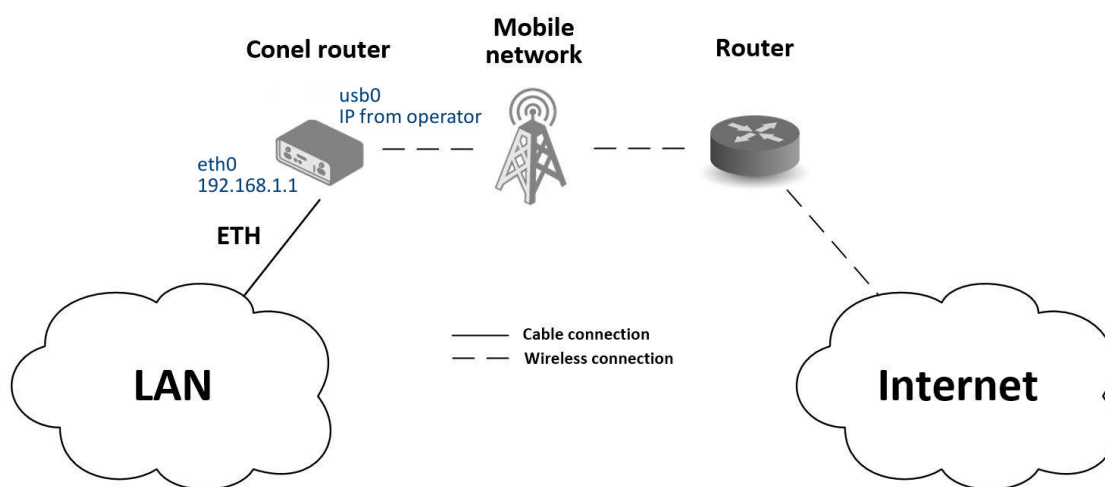 Conel router
Mobile
network
Router
usb0
IP from operator
eth0
192.168.1.1
ETH
Cable connection
Wireless connection
LAN
Internet